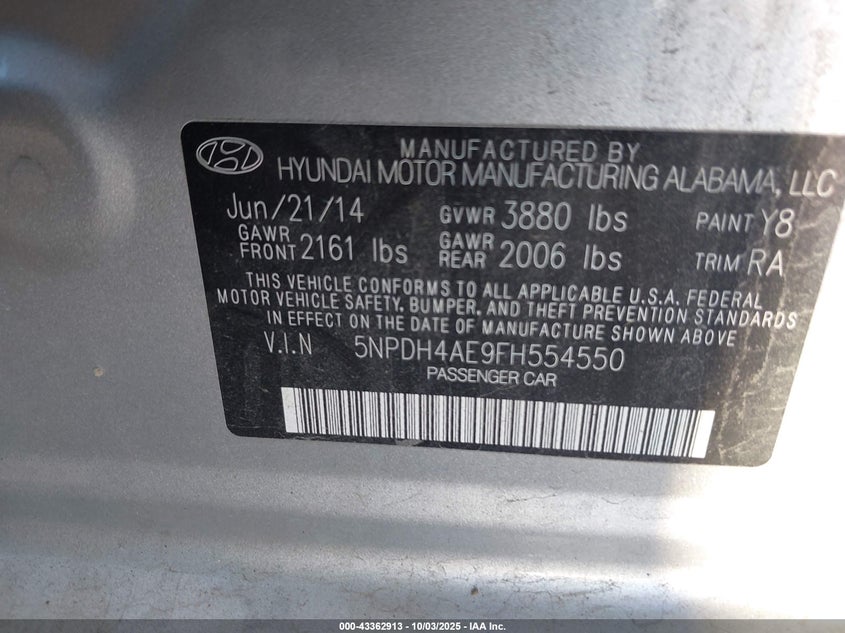 MANUFACTURED BY
HYUNDAI MOTOR MANUFACTURING ALABAMA, LLC
Jun/21/14 GVWR 3880 lbs PAINT Y8
GAWR FRONT 2161 lbs GAWR REAR 2006 lbs TRIM RA
THIS VEHICLE CONFORMS TO ALL APPLICABLE U.S.A. FEDERAL
MOTOR VEHICLE SAFETY, BUMPER, AND THEFT PREVENTION STANDARDS
IN EFFECT ON THE DATE OF MANUFACTURE SHOWN ABOVE
V.I.N 5NPDH4AE9FH554550
PASSENGER CAR
000-43362913 - 10/03/2025 - IAA Inc.